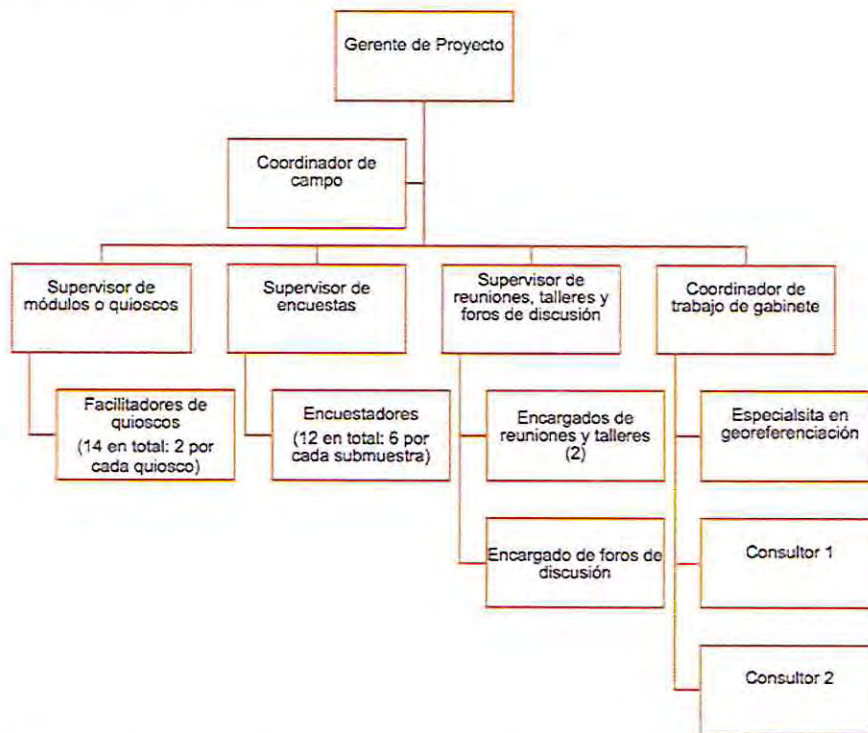 Gerente de Proyecto
Coordinador de
campo
Supervisor de
módulos o quioscos
Supervisor de
encuestas
Supervisor de
reuniones, talleres y
foros de discusión
Coordinador de
trabajo de gabinete
Facilitadores de
quioscos
(14 en total: 2 por
cada quiosco)
Encuestadores
(12 en total: 6 por
cada submuestra)
Encargados de
reuniones y talleres
(2)
Especialsita en
georeferenciación
Encargado de foros de
discusión
Consultor 1
Consultor 2